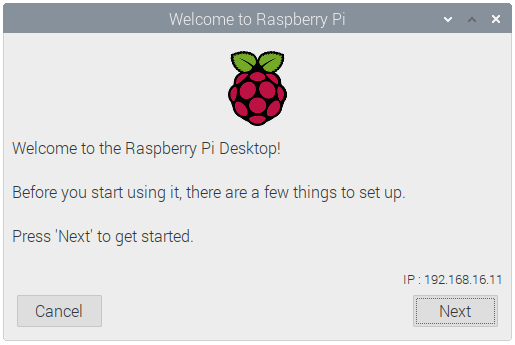 Welcome to Raspberry Pi
Welcome to the Raspberry Pi Desktop!
Before you start using it, there are a few things to set up.
Press 'Next' to get started.
IP : 192.168.16.11
Cancel
Next